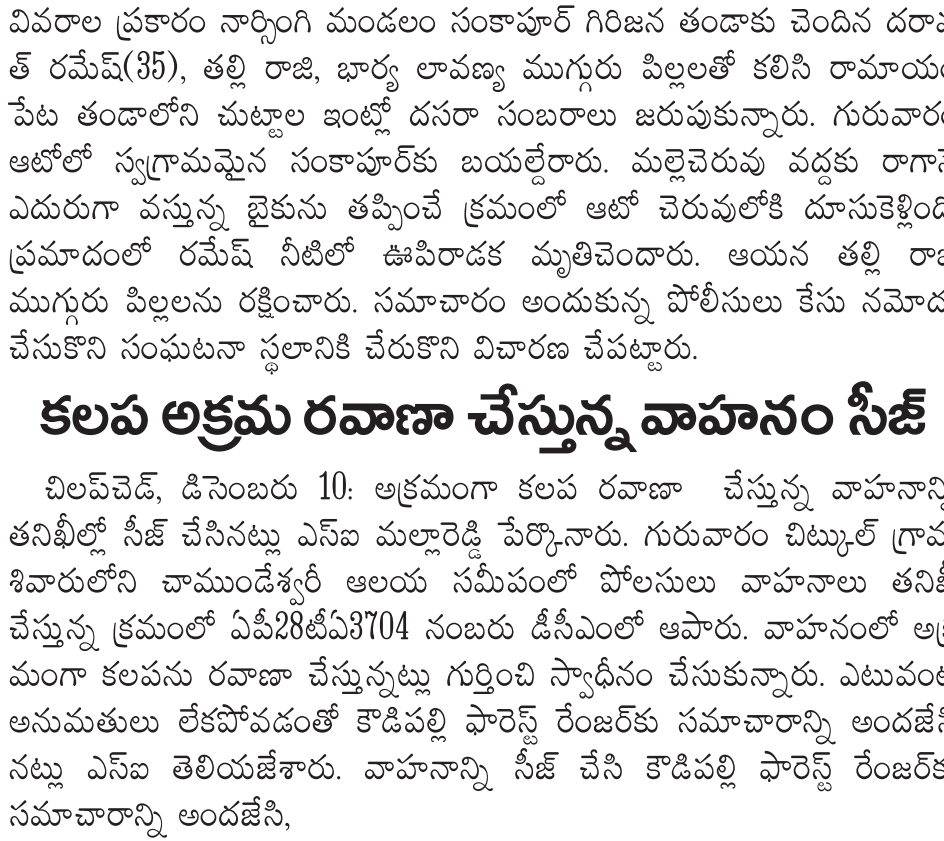 వివరాల ప్రకారం నార్సింగి మండలం సంకాపూర్ గిరిజన తండాకు చెందిన దరావ
త్ రమేష్(35), తల్లి రాజి, భార్య లావణ్య ముగ్గురు పిల్లలతో కలిసి రామాయం
పేట తండాలోని చుట్టాల ఇంట్లో దసరా సంబరాలు జరుపుకున్నారు. గురువారం
ఆటోలో స్వగ్రామమైన సంకాపూర్‌కు బయల్దేరారు. మల్లెచెరువు వద్దకు రాగానే
ఎదురుగా వస్తున్న బైకును తప్పించే క్రమంలో ఆటో చెరువులోకి దూసుకెళ్లింది
ప్రమాదంలో రమేష్ నీటిలో ఊపిరాడక మృతిచెందారు. ఆయన తల్లి
ముగ్గురు పిల్లలను రక్షించారు. సమాచారం అందుకున్న పోలీసులు కేసు నమోదు
చేసుకొని సంఘటనా స్థలానికి చేరుకొని విచారణ చేపట్టారు.
కలప అక్రమ రవాణా చేస్తున్న వాహనం సీజ్
చిలప్‌చెడ్, డిసెంబరు 10: అక్రమంగా కలప రవాణా చేస్తున్న వాహనాన్ని
తనిఖీల్లో సీజ్ చేసినట్లు ఎస్ఐ మల్లారెడ్డి పేర్కొనారు. గురువారం చిట్కుల్ గ్రామ
శివారులోని చాముండేశ్వరీ ఆలయ సమీపంలో పోలసులు వాహనాలు తనిఖీ
చేస్తున్న క్రమంలో ఏపీ28టీఏ3704 నంబరు డీసీఎంలో ఆపారు. వాహనంలో అక్ర
మంగా కలపను రవాణా చేస్తున్నట్లు గుర్తించి స్వాధీనం చేసుకున్నారు. ఎటువంటి
అనుమతులు లేకపోవడంతో కౌడిపల్లి ఫారెస్ట్ రేంజర్‌కు సమాచారాన్ని అందజేసి
నట్లు ఎస్ఐ తెలియజేశారు. వాహనాన్ని సీజ్ చేసి కౌడిపల్లి ఫారెస్ట్ రేంజర్‌కు
సమాచారాన్ని అందజేసి,